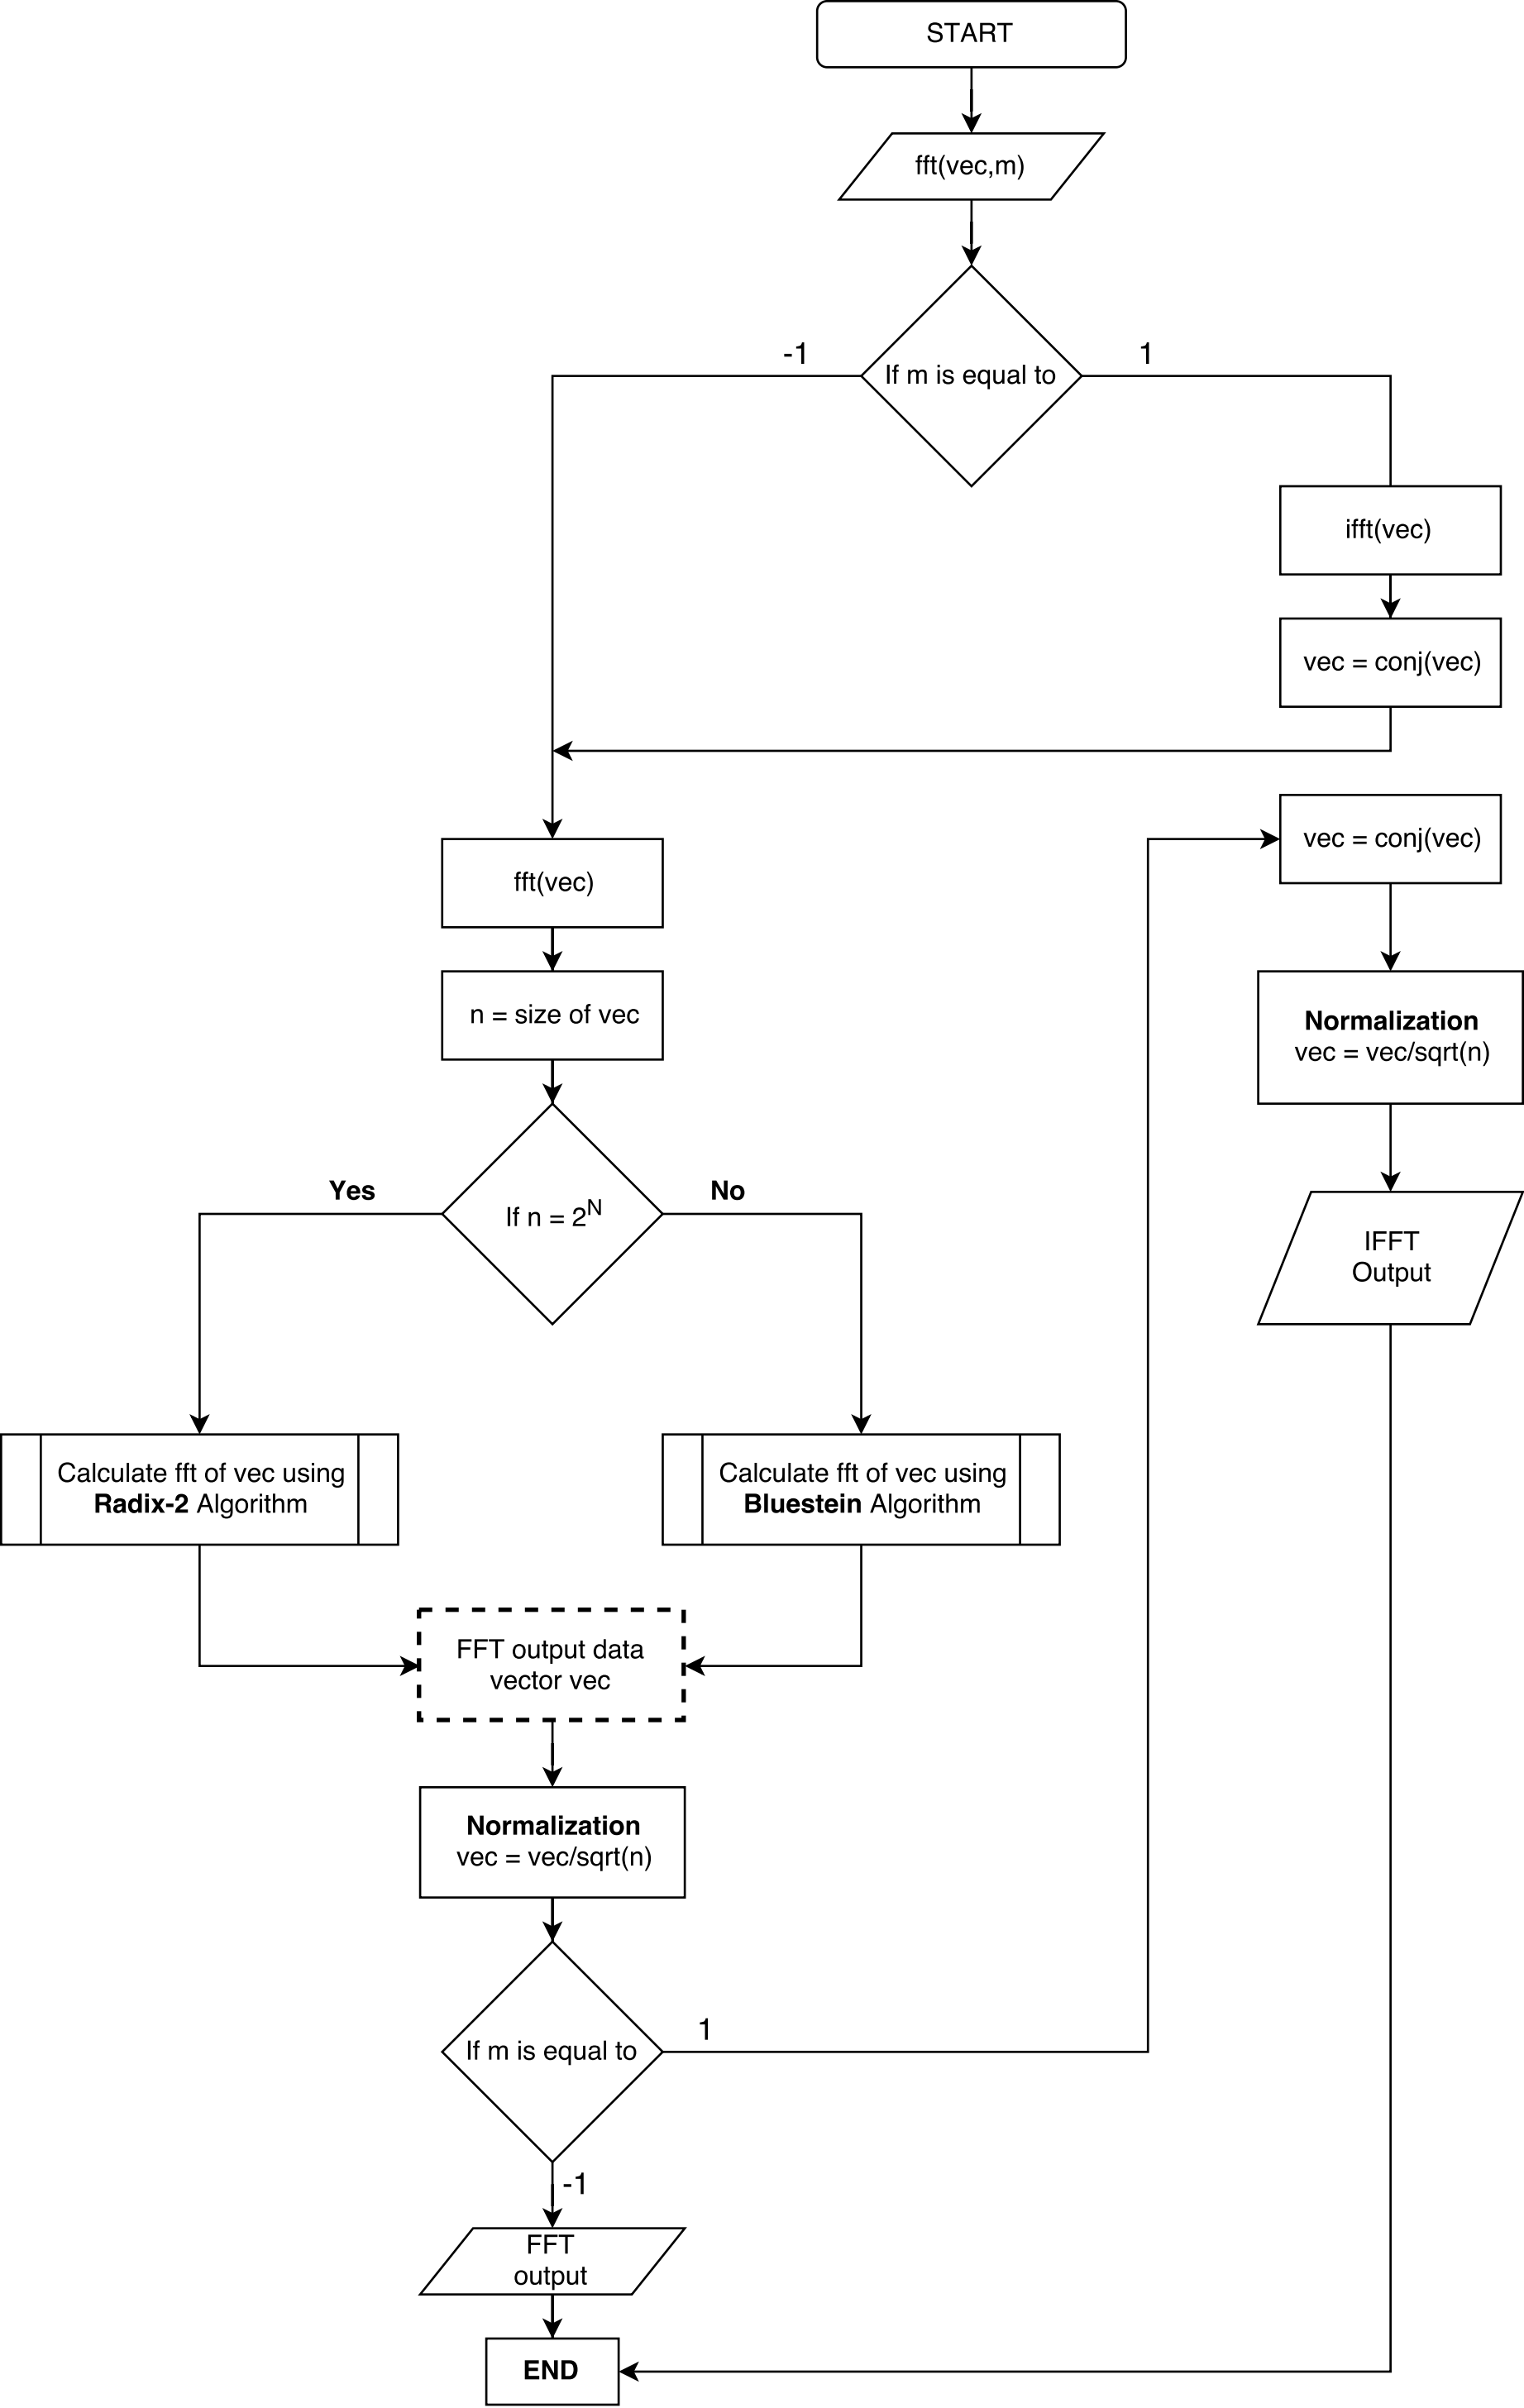 START
fft(vec,m)
If m is equal to
-1
1
ifft(vec)
vec = conj(vec)
fft(vec)
n = size of vec
If n = 2^N
Yes
No
Calculate fft of vec using
Radix-2 Algorithm
Calculate fft of vec using
Bluestein Algorithm
FFT output data
vector vec
Normalization
vec = vec/sqrt(n)
If m is equal to
1
-1
vec = conj(vec)
Normalization
vec = vec/sqrt(n)
IFFT
Output
FFT
output
END